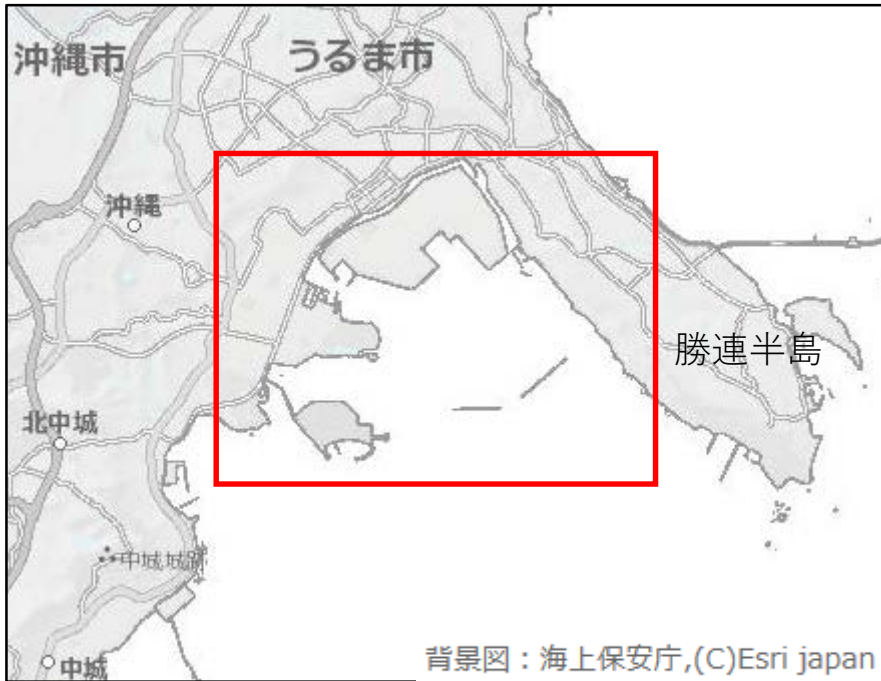 沖縄市
うるま市
沖縄
勝連半島
北中城
中城城跡
中城
背景図：海上保安庁,(C)Esri japan